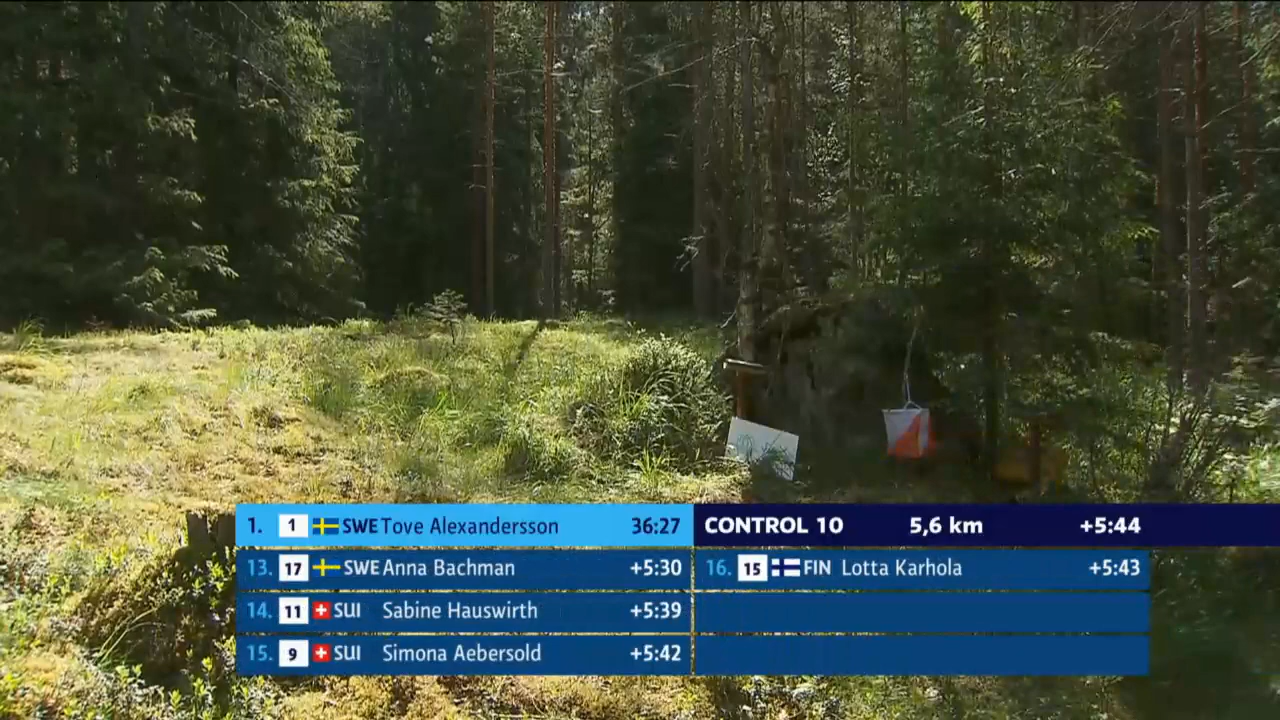 1. 1 SWE Tove Alexandersson 36:27 CONTROL 10 5,6 km +5:44
13. 17 SWE Anna Bachman +5:30 16. 15 FIN Lotta Karhola +5:43
14. 11 SUI Sabine Hauswirth +5:39
15. 9 SUI Simona Aebersold +5:42